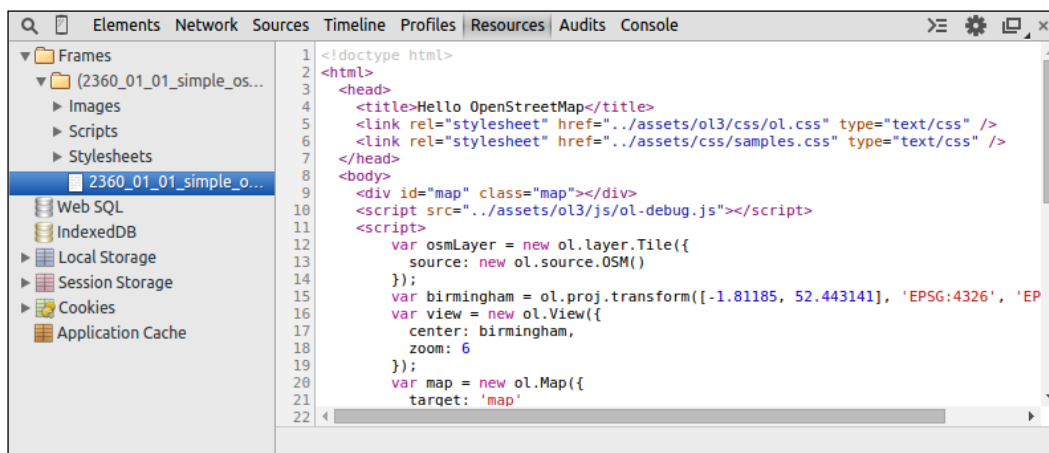 Elements Network Sources Timeline Profiles Resources Audits Console
Frames
(2360_01_01_simple_os...
Images
Scripts
Stylesheets
2360_01_01_simple_o...
Web SQL
IndexedDB
Local Storage
Session Storage
Cookies
Application Cache
1 <!doctype html>
2 <html>
3 <head>
4 <title>Hello OpenStreetMap</title>
5 <link rel="stylesheet" href="../assets/ol3/css/ol.css" type="text/css" />
6 <link rel="stylesheet" href="../assets/css/samples.css" type="text/css" />
7 </head>
8 <body>
9 <div id="map" class="map"></div>
10 <script src="../assets/ol3/js/ol-debug.js"></script>
11 <script>
12 var osmLayer = new ol.layer.Tile({
13 source: new ol.source.OSM()
14 });
15 var birmingham = ol.proj.transform([-1.81185, 52.443141], 'EPSG:4326', 'EP
16 var view = new ol.View({
17 center: birmingham,
18 zoom: 6
19 });
20 var map = new ol.Map({
21 target: 'map'
22